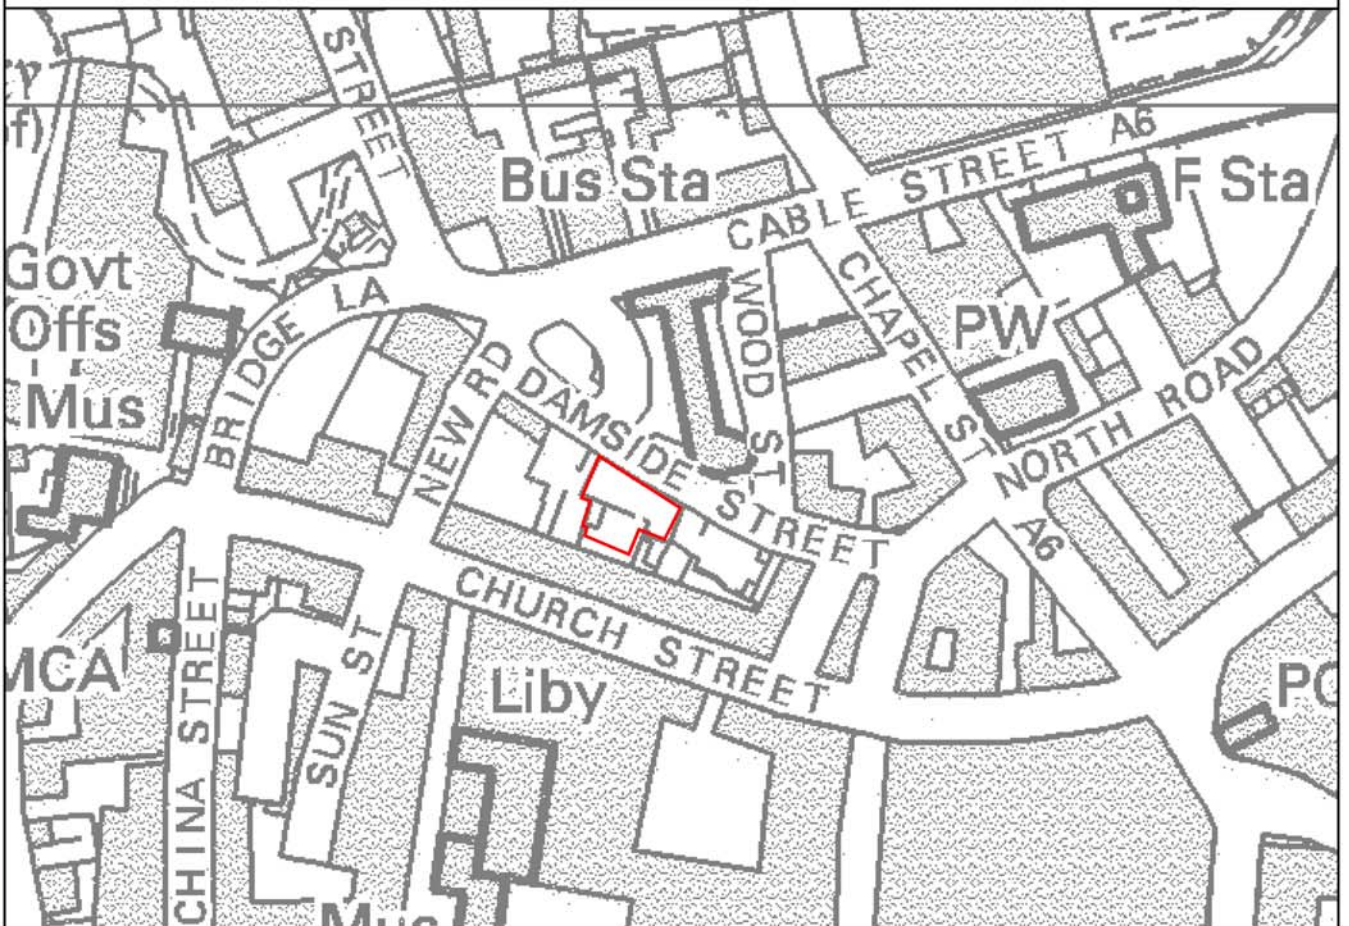 STREET
A6
Bus Sta
CABLE STREET
F Sta
Govt
Offs
Mus
BRIDGE LA
WOOD ST
CHAPEL ST
PW
NEW RD
DAMSIDE STREET
NORTH ROAD
A6
CHURCH STREET
CHINA STREET
SUN ST
Liby
MCA
PO
Mus